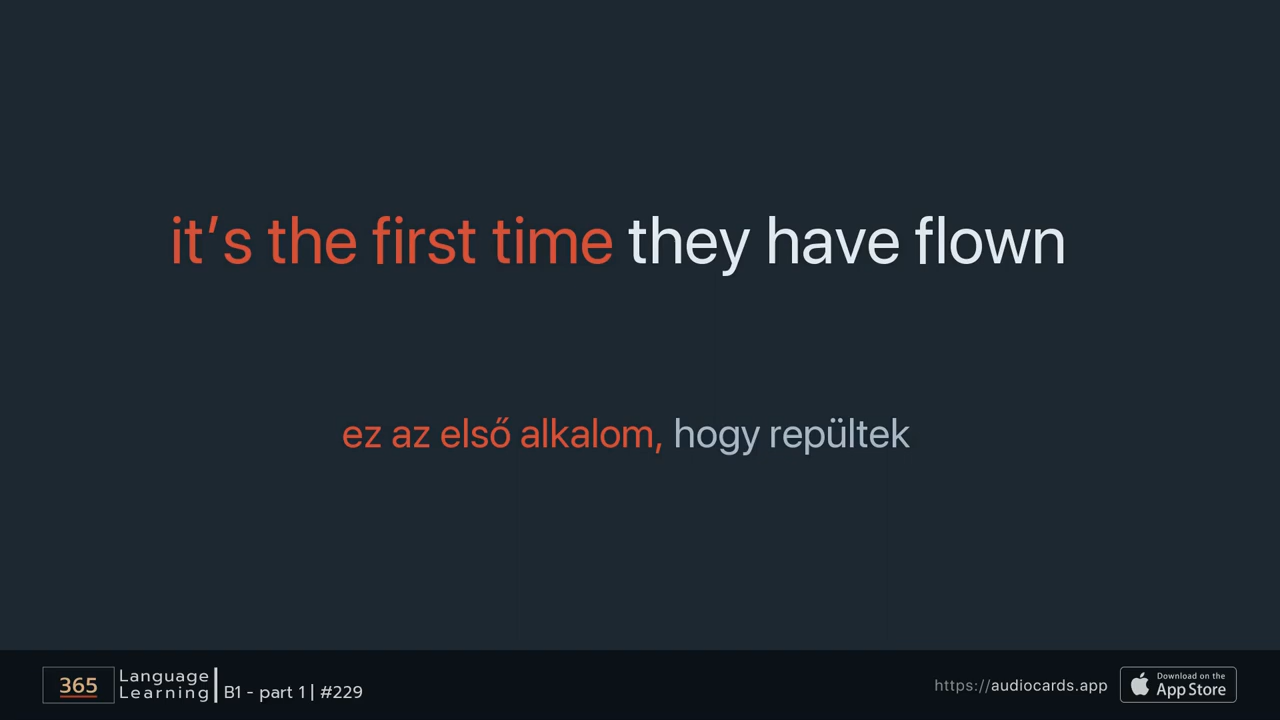 it’s the first time they have flown
ez az első alkalom, hogy repültek
365 Language Learning | B1 - part 1 | #229
https://audiocards.app
Download on the App Store